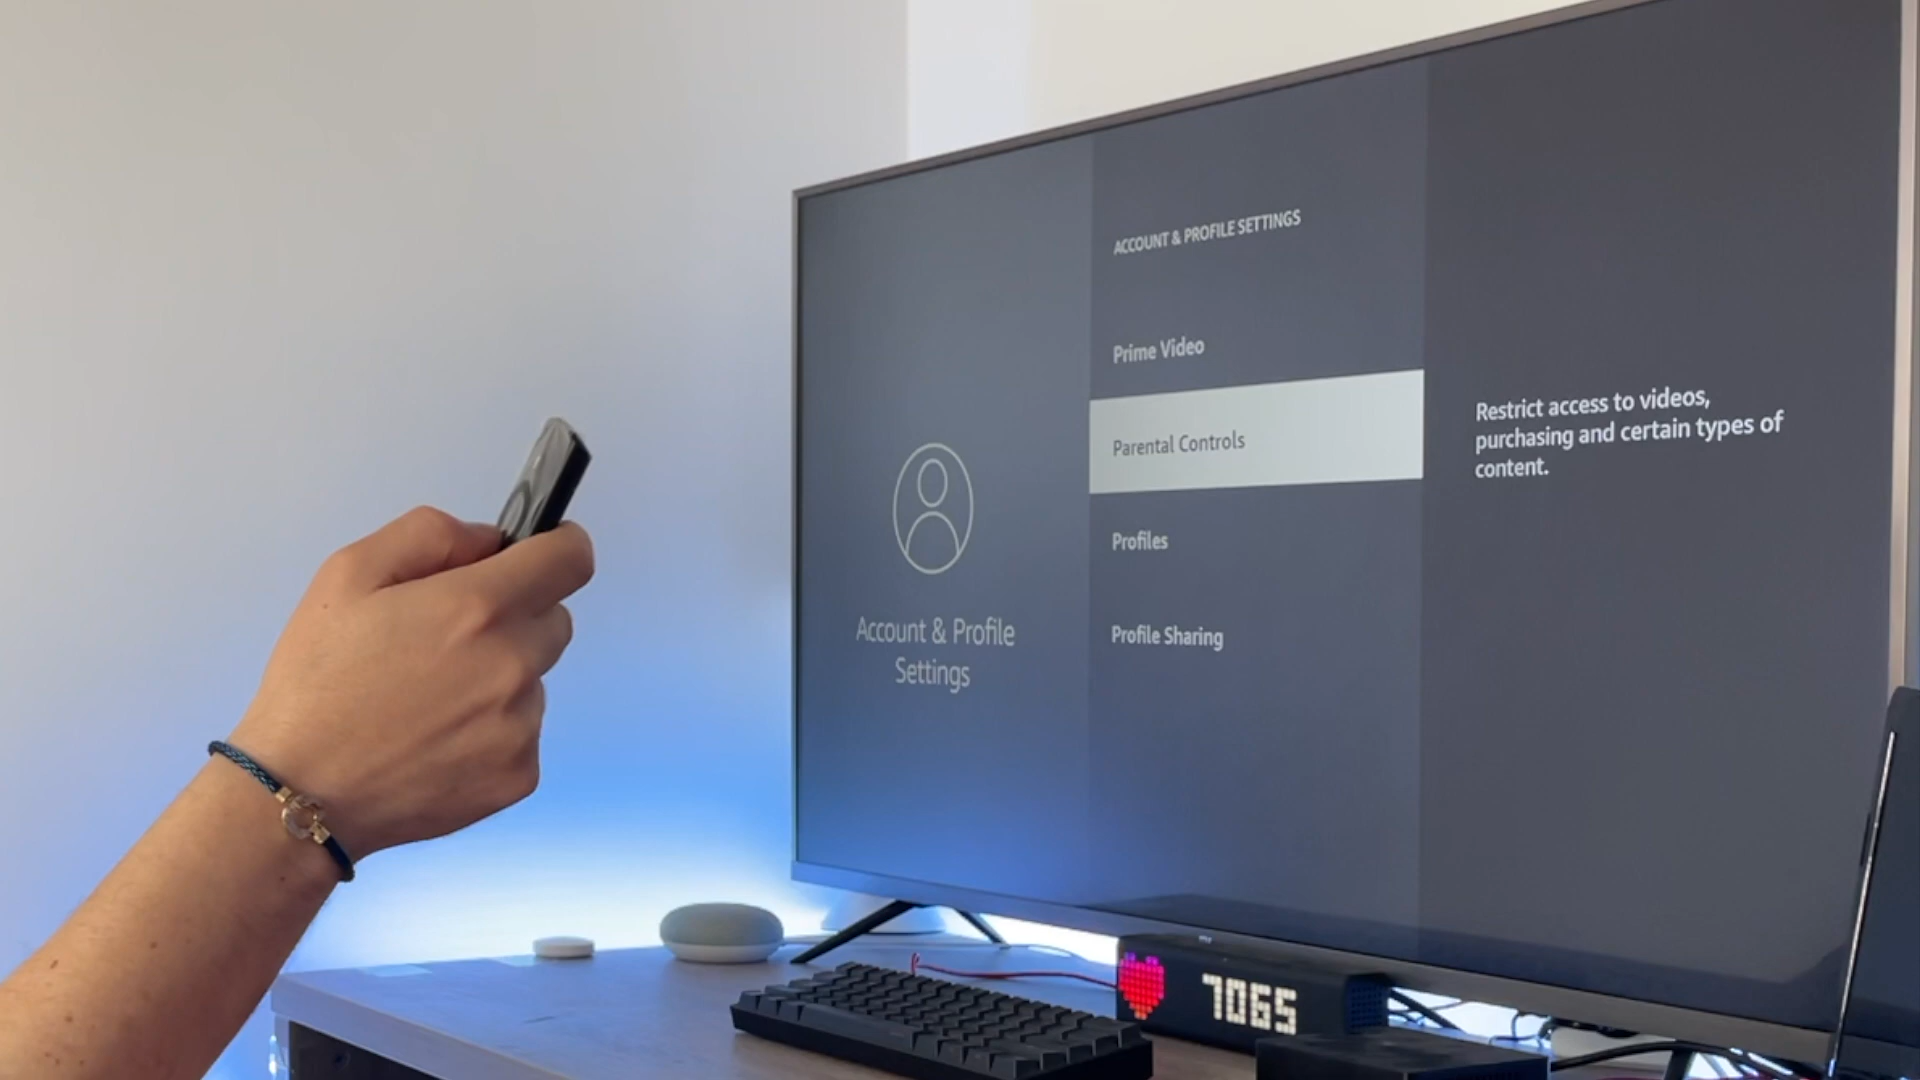 ACCOUNT & PROFILE SETTINGS
Prime Video
Parental Controls
Profiles
Profile Sharing
Account & Profile
Settings
Restrict access to videos,
purchasing and certain types of
content.
7065